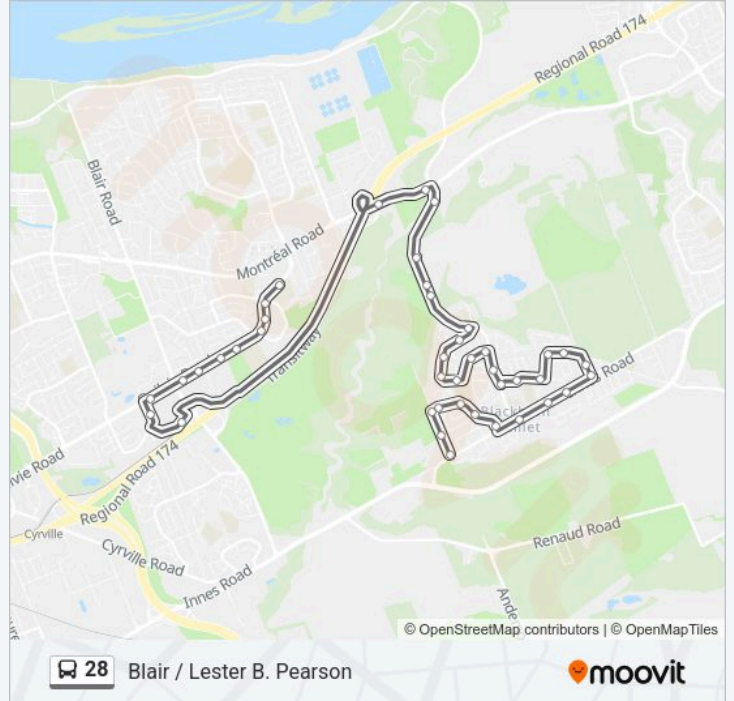 Regional Road 174
Blair Road
Montréal Road
Transitway
Road
vie Road
Regional Road 174
Cyrville
Cyrville Road
Innes Road
Renaud Road
Ande
© OpenStreetMap contributors | © OpenMapTiles
28
Blair / Lester B. Pearson
moovit